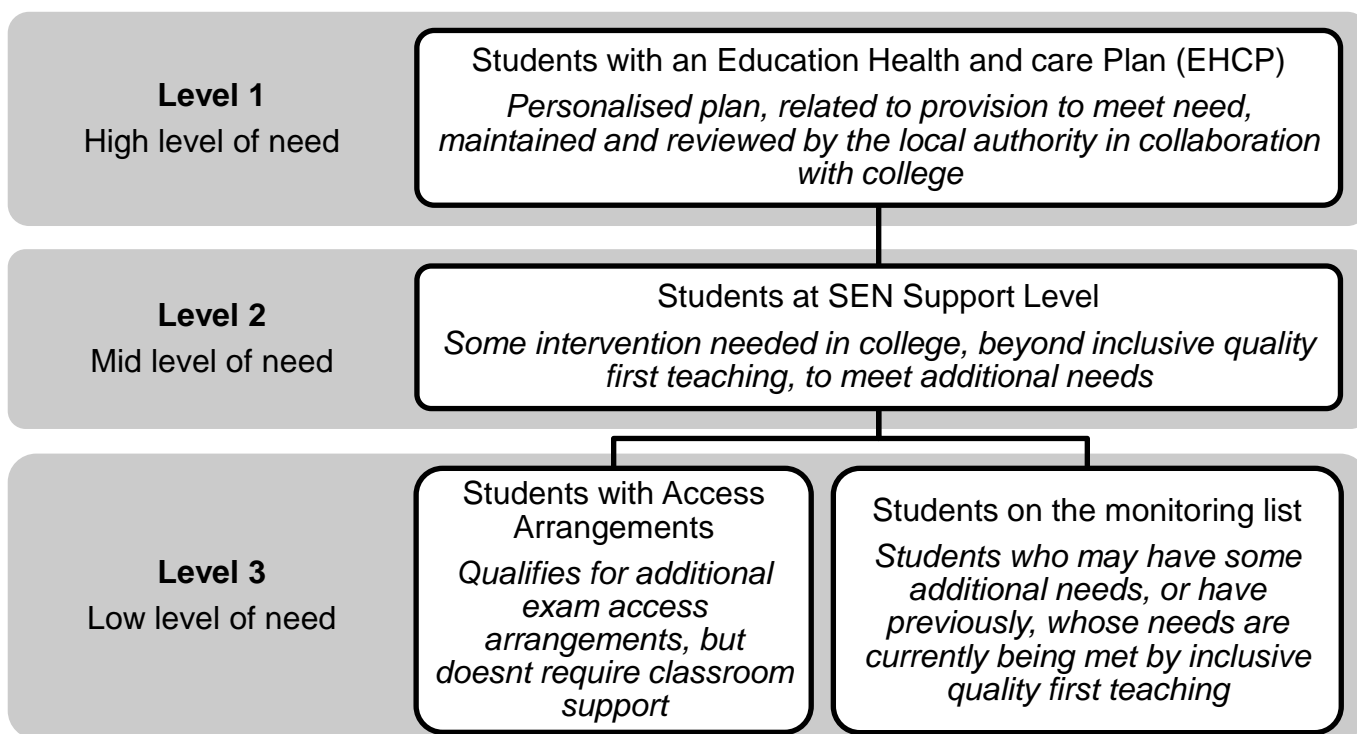 Level 1
High level of need
Students with an Education Health and care Plan (EHCP)
Personalised plan, related to provision to meet need,
maintained and reviewed by the local authority in collaboration
with college
Level 2
Mid level of need
Students at SEN Support Level
Some intervention needed in college, beyond inclusive quality
first teaching, to meet additional needs
Level 3
Low level of need
Students with Access
Arrangements
Qualifies for additional
exam access
arrangements, but
doesnt require classroom
support
Students on the monitoring list
Students who may have some
additional needs, or have
previously, whose needs are
currently being met by inclusive
quality first teaching